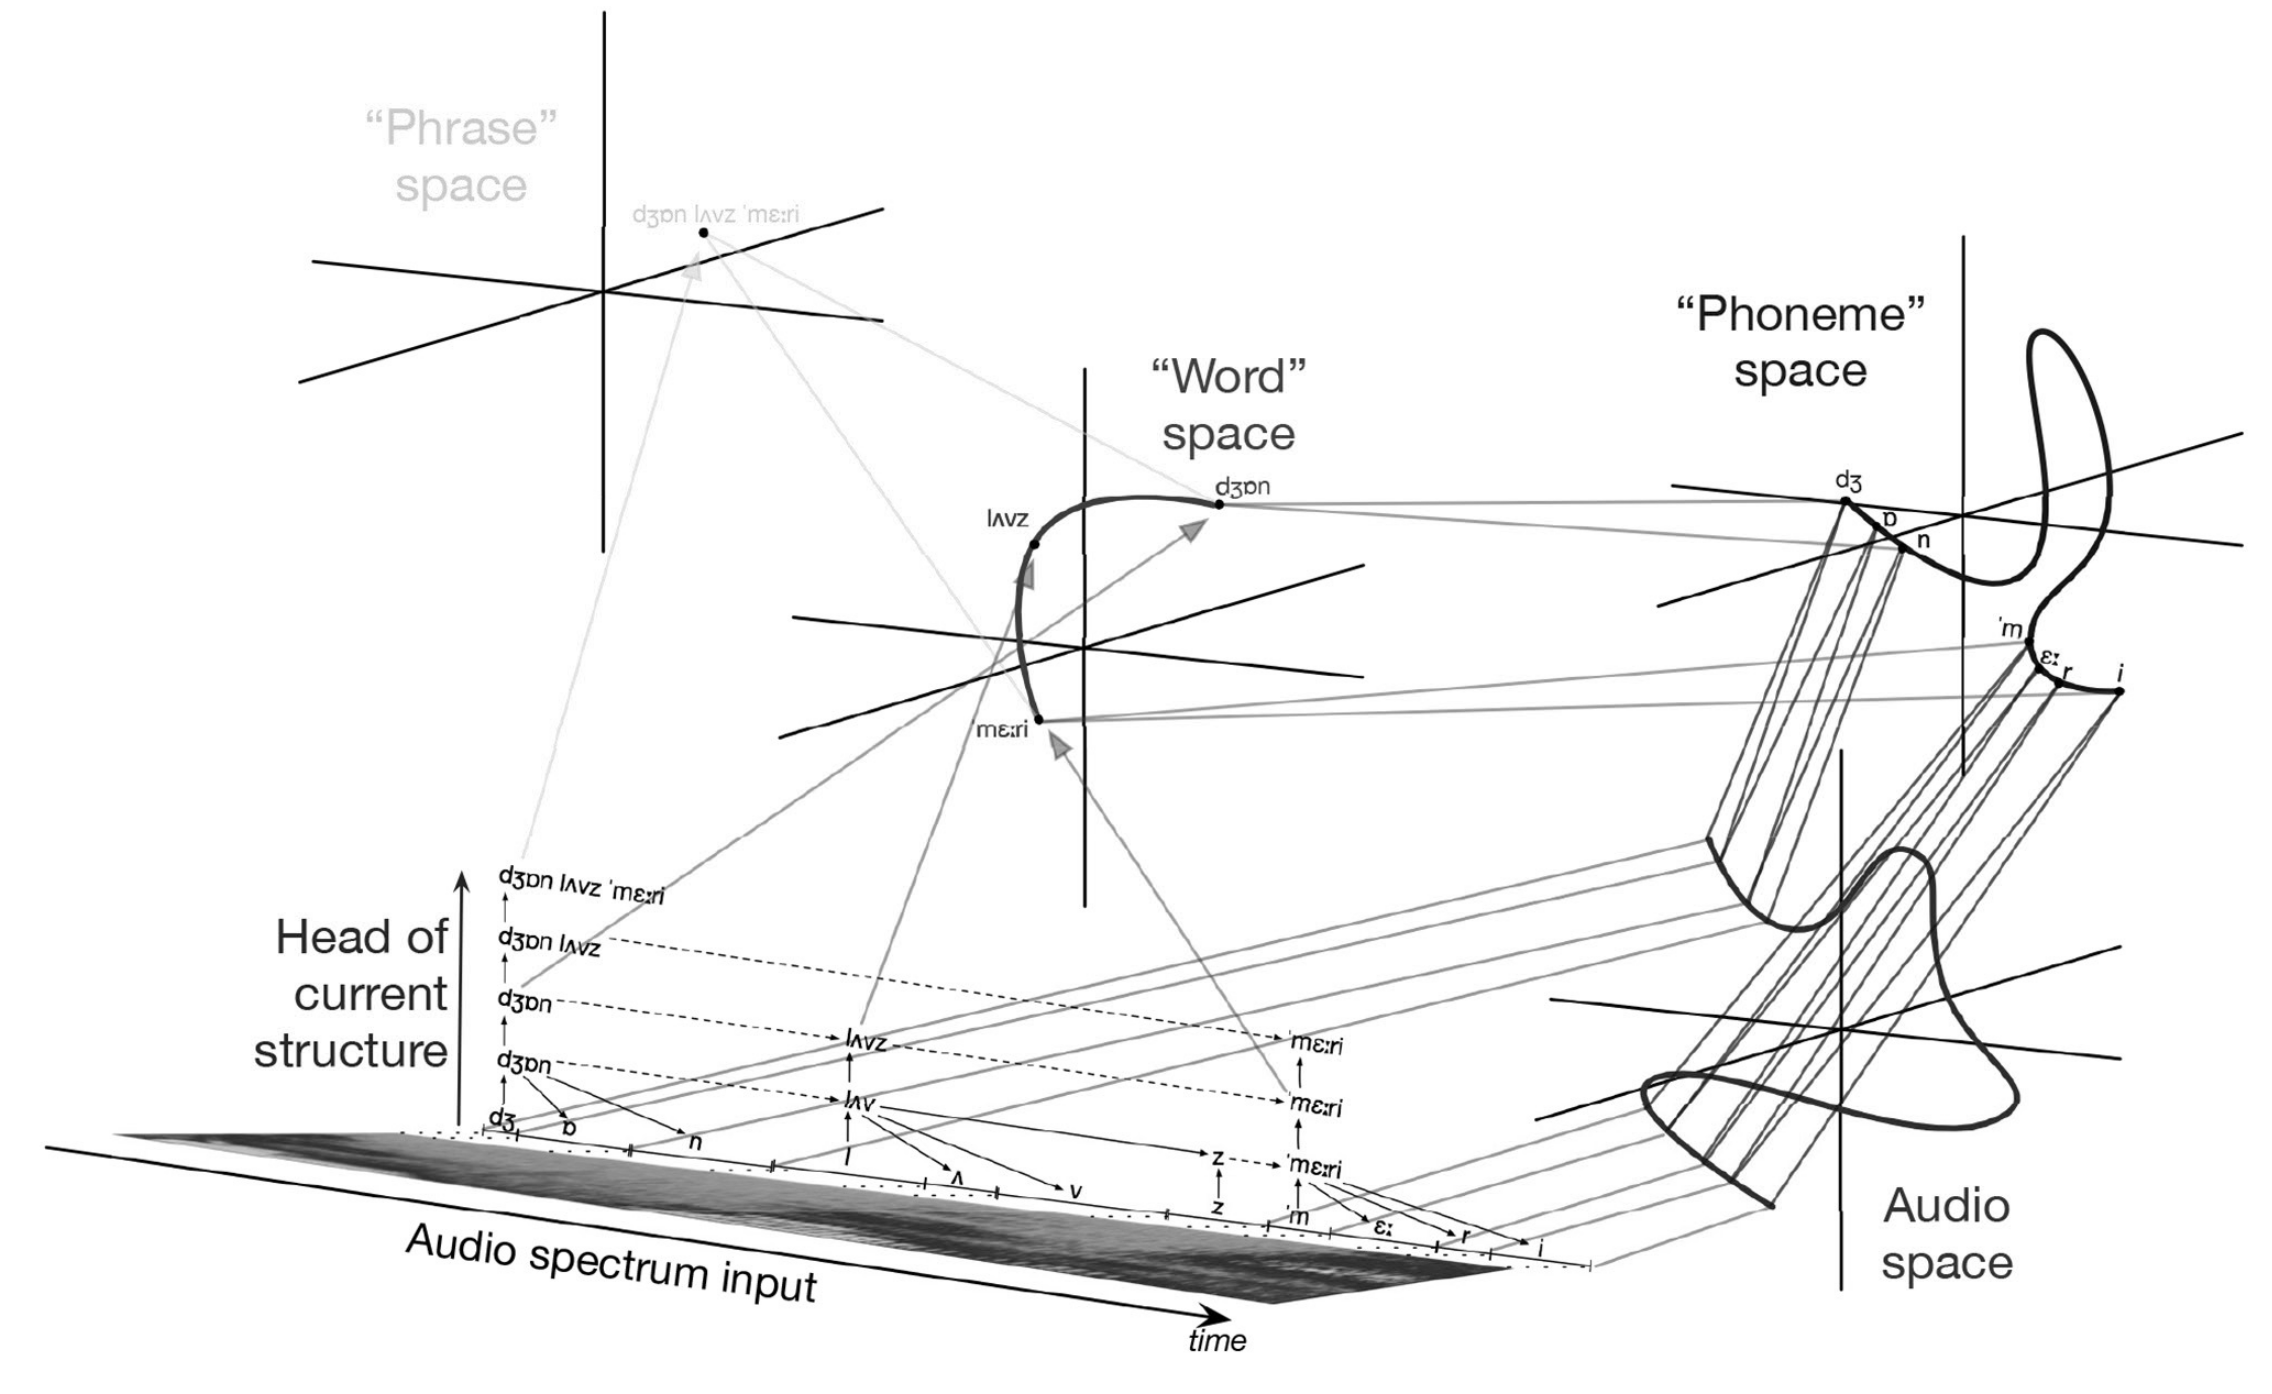 “Phrase”
space
dʒɒn lʌvz ˈmɛːri
“Phoneme”
space
“Word”
space
dʒɒn
lʌvz
ˈmɛːri
dʒ
ɒ
n
ˈm
ɛː
r
i
Head of
current
structure
dʒɒn lʌvz ˈmɛːri
dʒɒn lʌvz
dʒɒn
lʌvz
ˈmɛːri
dʒɒn
lʌv
ˈmɛːri
dʒ
ɒ
n
l
ʌ
v
z
z
ˈmɛːri
ˈm
ɛː
r
i
Audio spectrum input
time
Audio
space